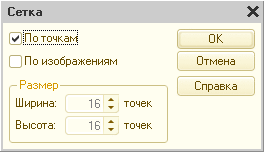 Сетка
По точкам
OK
По изображениям
Отмена
Справка
Размер
Ширина: 16 точек
Высота: 16 точек